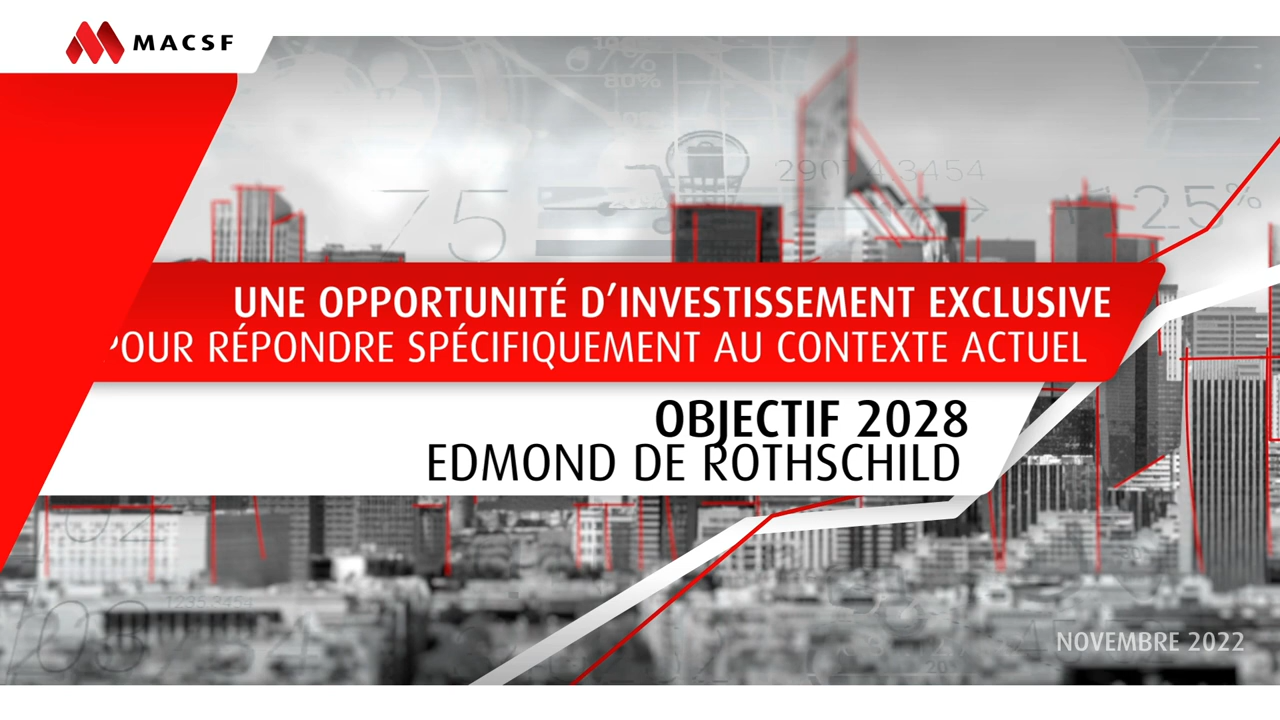 MACSF
UNE OPPORTUNITÉ D'INVESTISSEMENT EXCLUSIVE
POUR RÉPONDRE SPÉCIFIQUEMENT AU CONTEXTE ACTUEL
OBJECTIF 2028
EDMOND DE ROTHSCHILD
NOVEMBRE 2022